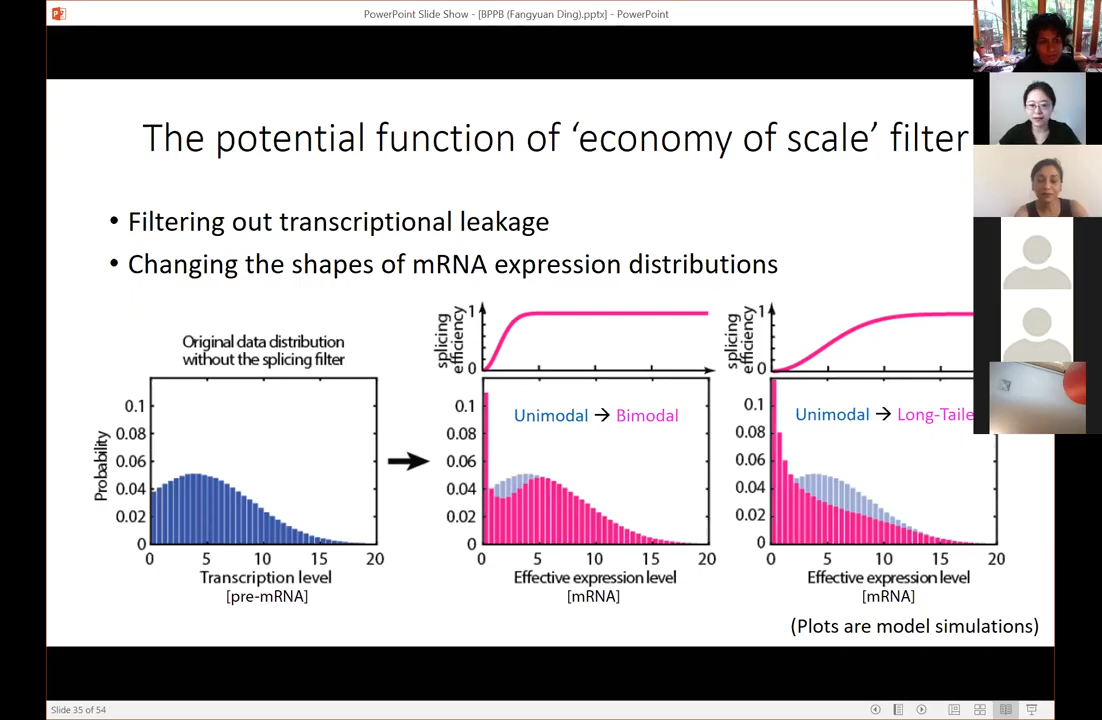 PowerPoint Slide Show - [BPPB (Fangyuan Ding).pptx] - PowerPoint
The potential function of ‘economy of scale’ filter
• Filtering out transcriptional leakage
• Changing the shapes of mRNA expression distributions
Original data distribution
without the splicing filter
Probability
0.1
0.08
0.06
0.04
0.02
0
0 5 10 15 20
Transcription level
[pre-mRNA]
splicing
efficiency
1
0
Unimodal → Bimodal
0.1
0.08
0.06
0.04
0.02
0
0 5 10 15 20
Effective expression level
[mRNA]
splicing
efficiency
1
0
Unimodal → Long-Taile
0.1
0.08
0.06
0.04
0.02
0
0 5 10 15 20
Effective expression level
[mRNA]
(Plots are model simulations)
Slide 35 of 54